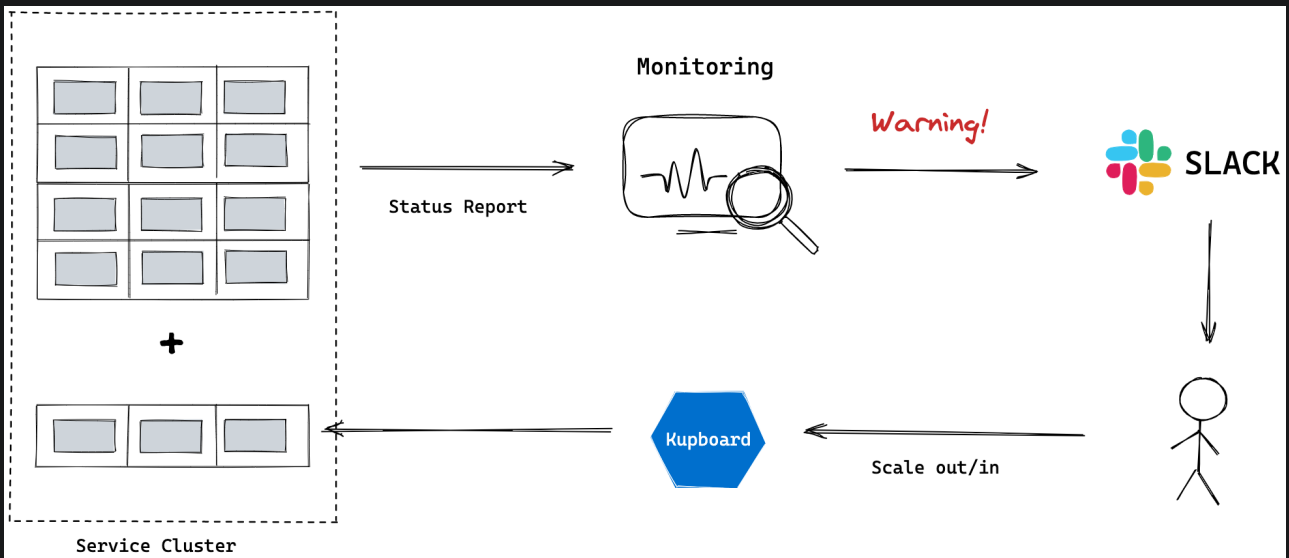 Monitoring
Warning!
SLACK
Status Report
Kupboard
Scale out/in
Service Cluster